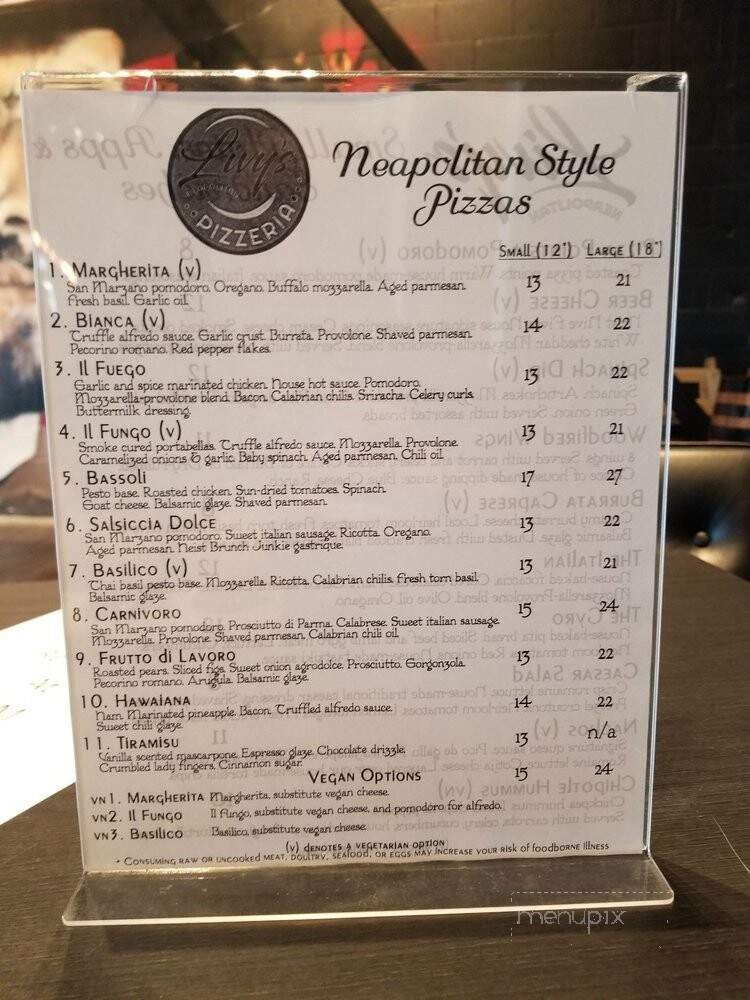 Livy's
NEAPOLITAN
PIZZERIA
Neapolitan Style
Pizzas
Small (12") Large (18")
1. Margherita (v) 13 21
San Marzano pomodoro. Oregano. Buffalo mozzarella. Aged parmesan.
Fresh basil. Garlic oil.
2. Bianca (v) 14 22
Truffle alfredo sauce. Garlic crust. Burrata. Provolone. Shaved parmesan.
Pecorino romano. Red pepper flakes.
3. Il Fuego 13 22
Garlic and spice marinated chicken. House hot sauce. Pomodoro.
Mozzarella-provolone blend. Bacon. Calabrian chilis. Sriracha. Celery curls.
Buttermilk dressing.
4. Il Fungo (v) 13 21
Smoke cured portabellas. Truffle alfredo sauce. Mozzarella. Provolone.
Caramelized onions & garlic. Baby spinach. Aged parmesan. Chili oil.
5. Bassoli 17 27
Pesto base. Roasted chicken. Sun-dried tomatoes. Spinach.
Goat cheese. Balsamic glaze. Shaved parmesan.
6. Salsiccia Dolce 13 22
San Marzano pomodoro. Sweet italian sausage. Ricotta. Oregano.
Aged parmesan. Heist Brunch Junkie gastrique.
7. Basilico (v) 13 21
Thai basil pesto base. Mozzarella. Ricotta. Calabrian chilis. Fresh torn basil.
Balsamic glaze.
8. Carnivoro 15 24
San Marzano pomodoro. Prosciutto di Parma. Calabrese. Sweet italian sausage.
Mozzarella. Provolone. Shaved parmesan. Calabrian chili oil.
9. Frutto di Lavoro 13 22
Roasted pears. Sliced figs. Sweet onion agrodolce. Prosciutto. Gorgonzola.
Pecorino romano. Arugula. Balsamic glaze.
10. Hawaiana 14 22
Ham. Marinated pineapple. Bacon. Truffled alfredo sauce.
Sweet chili glaze.
11. Tiramisu 13 n/a
Vanilla scented mascarpone. Espresso glaze. Chocolate drizzle.
Crumbled lady fingers. Cinnamon sugar.
Vegan Options 15 24
vn1. Margherita Margherita, substitute vegan cheese.
vn2. Il Fungo Il Fungo, substitute vegan cheese, and pomodoro for alfredo.
vn3. Basilico Basilico, substitute vegan cheese.
(v) denotes a vegetarian option
• Consuming raw or uncooked meat, poultry, seafood, or eggs may increase your risk of foodborne illness
menupix